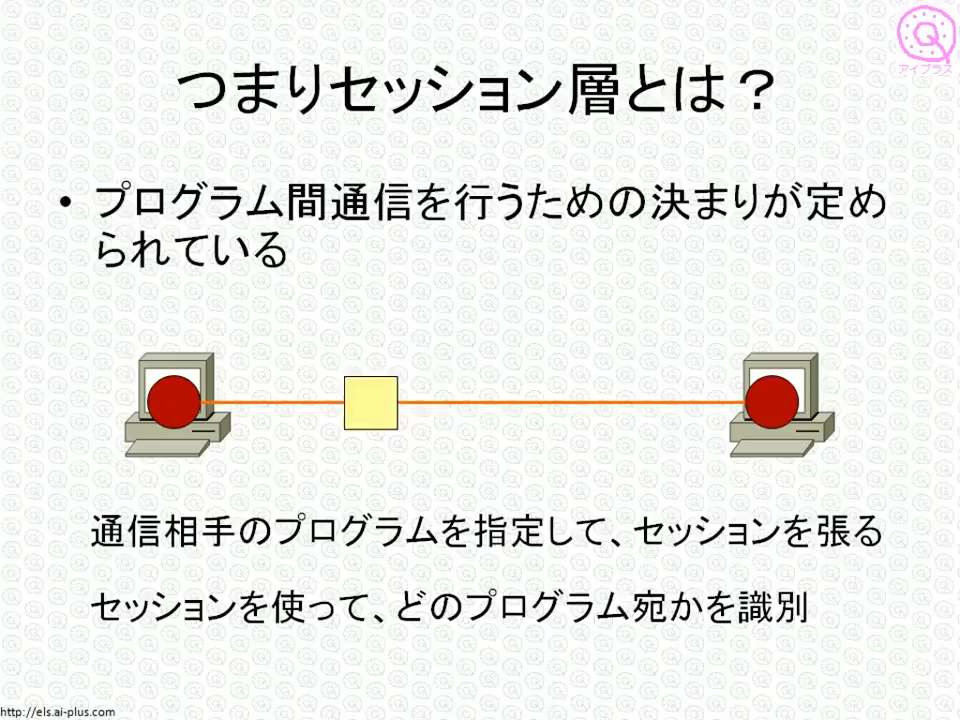 つまりセッション層とは？
アイプラス
• プログラム間通信を行うための決まりが定め
られている
通信相手のプログラムを指定して、セッションを張る
セッションを使って、どのプログラム宛かを識別
http://els.ai-plus.com